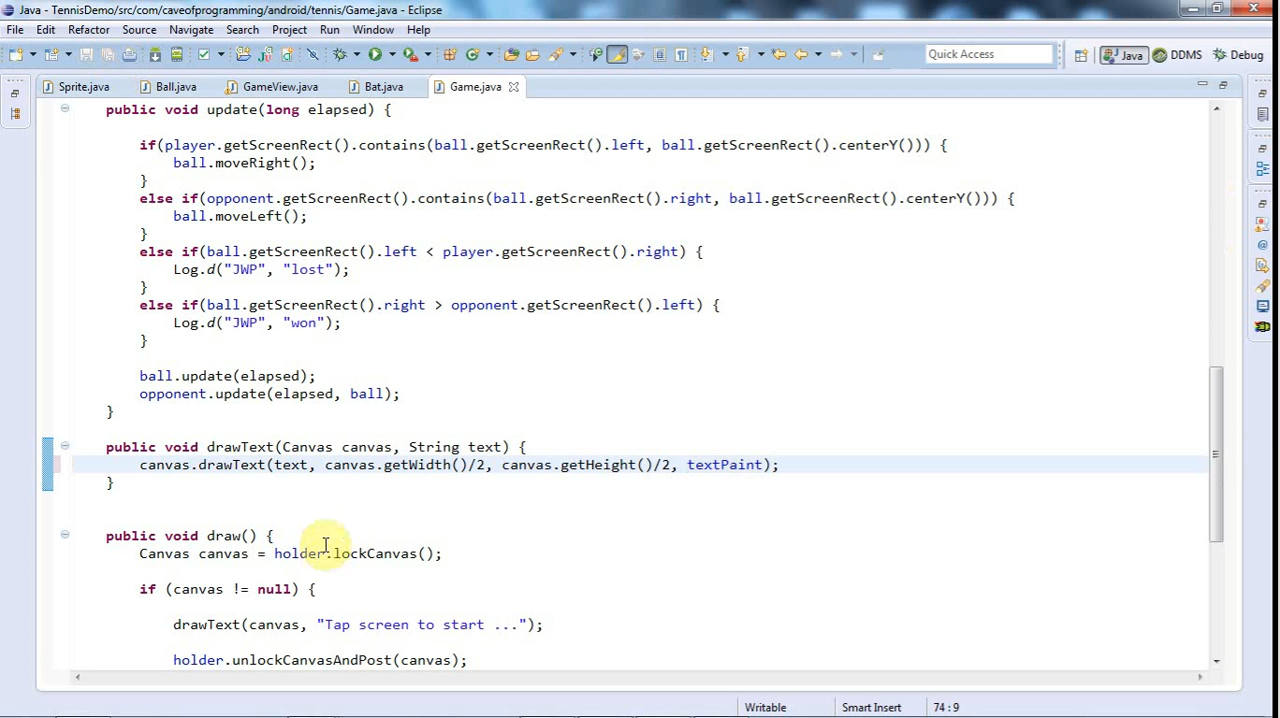 Java - TennisDemo/src/com/caveofprogramming/android/tennis/Game.java - Eclipse
File Edit Refactor Source Navigate Search Project Run Window Help
Quick Access Java DDMS Debug
Sprite.java Ball.java GameView.java Bat.java Game.java
public void update(long elapsed) {
if(player.getScreenRect().contains(ball.getScreenRect().left, ball.getScreenRect().centerY())) {
ball.moveRight();
}
else if(opponent.getScreenRect().contains(ball.getScreenRect().right, ball.getScreenRect().centerY())) {
ball.moveLeft();
}
else if(ball.getScreenRect().left < player.getScreenRect().right) {
Log.d("JWP", "lost");
}
else if(ball.getScreenRect().right > opponent.getScreenRect().left) {
Log.d("JWP", "won");
}
ball.update(elapsed);
opponent.update(elapsed, ball);
}
public void drawText(Canvas canvas, String text) {
canvas.drawText(text, canvas.getWidth()/2, canvas.getHeight()/2, textPaint);
}
public void draw() {
Canvas canvas = holder.lockCanvas();
if (canvas != null) {
drawText(canvas, "Tap screen to start ...");
holder.unlockCanvasAndPost(canvas);
Writable Smart Insert 74 : 9